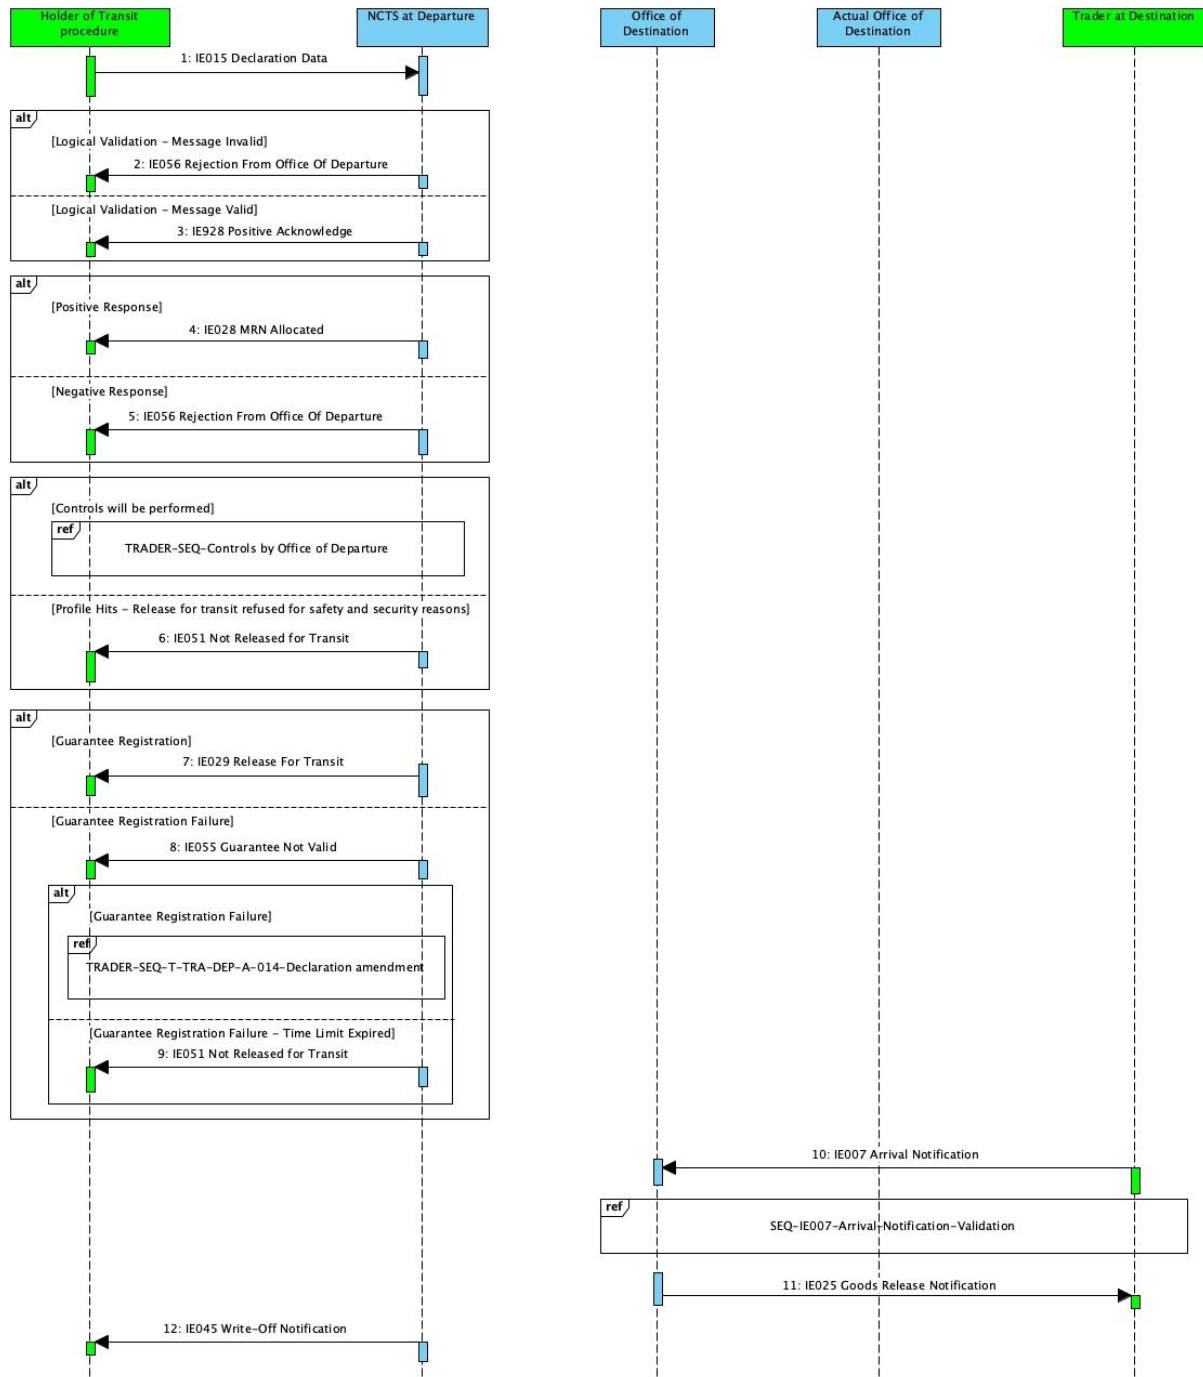 Holder of Transit
procedure
NCTS at Departure
Office of
Destination
Actual Office of
Destination
Trader at Destination
1: IE015 Declaration Data
alt
[Logical Validation – Message Invalid]
2: IE056 Rejection From Office Of Departure
[Logical Validation – Message Valid]
3: IE928 Positive Acknowledge
alt
[Positive Response]
4: IE028 MRN Allocated
[Negative Response]
5: IE056 Rejection From Office Of Departure
alt
[Controls will be performed]
ref
TRADER-SEQ-Controls by Office of Departure
[Profile Hits – Release for transit refused for safety and security reasons]
6: IE051 Not Released for Transit
alt
[Guarantee Registration]
7: IE029 Release For Transit
[Guarantee Registration Failure]
8: IE055 Guarantee Not Valid
alt
[Guarantee Registration Failure]
ref
TRADER-SEQ-T-TRA-DEP-A-014-Declaration amendment
[Guarantee Registration Failure – Time Limit Expired]
9: IE051 Not Released for Transit
10: IE007 Arrival Notification
ref
SEQ-IE007-Arrival-Notification-Validation
11: IE025 Goods Release Notification
12: IE045 Write-Off Notification